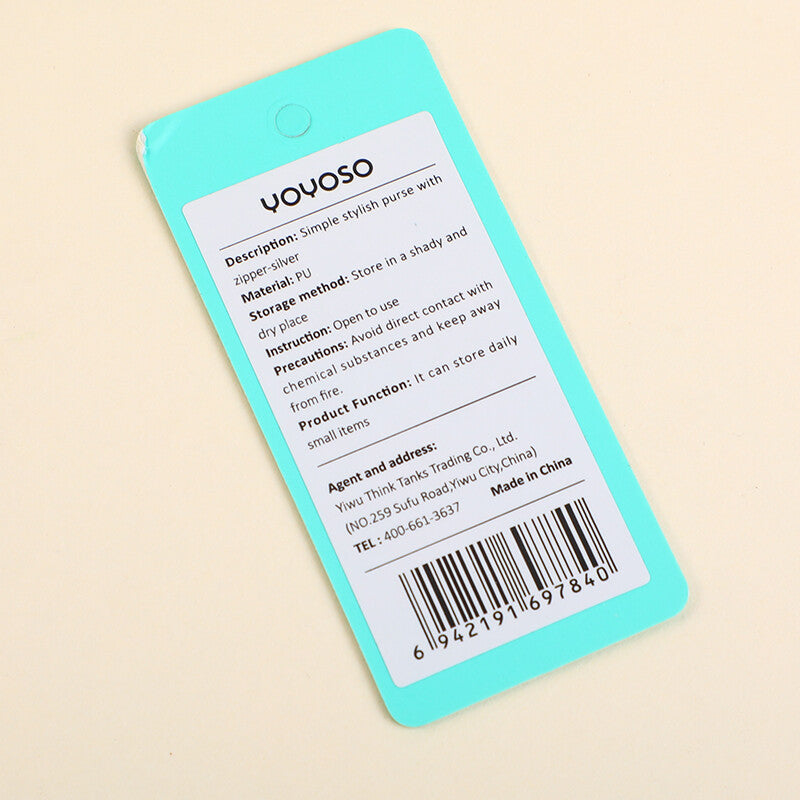 YOYOSO
Description: Simple stylish purse with
zipper-silver
Material: PU
Storage method: Store in a shady and
dry place
Instruction: Open to use
Precautions: Avoid direct contact with
chemical substances and keep away
from fire.
Product Function: It can store daily
small items
Agent and address:
Yiwu Think Tanks Trading Co., Ltd.
(NO.259 Sufu Road,Yiwu City,China)
TEL : 400-661-3637
Made in China
6 942191 697840